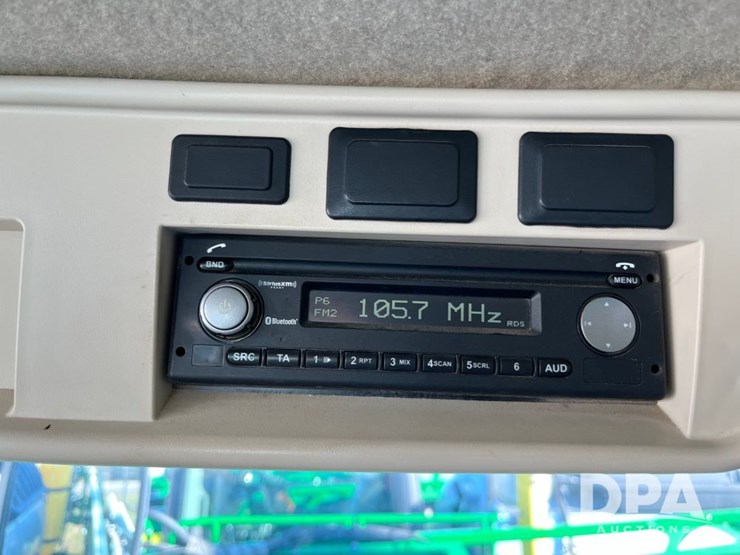 BND
((SiriusXM))
READY
MENU
P6
FM2
105.7 MHz
RDS
Bluetooth
SRC TA 1 2 RPT 3 MIX 4 SCAN 5 SCRL 6 AUD
DPA
AUCTIONS